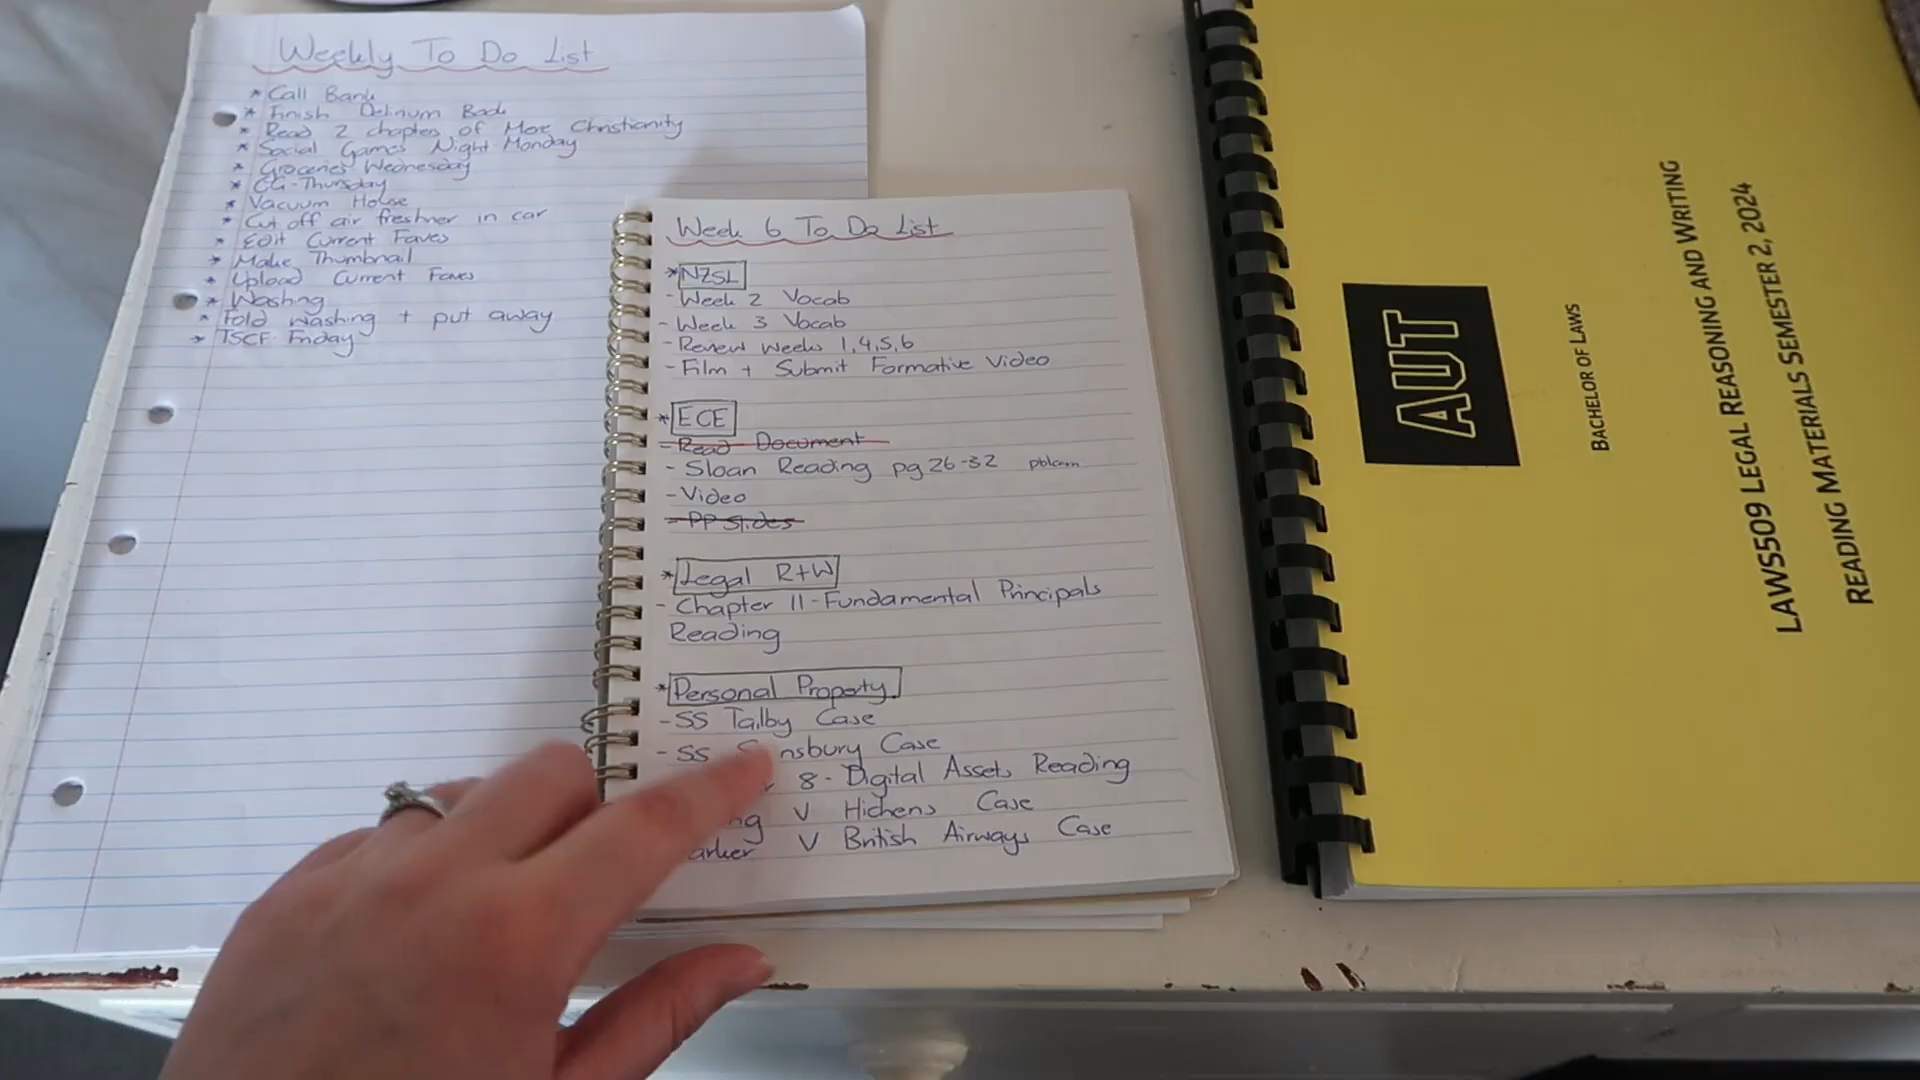 Weekly To Do List
* Call Bank
* Finish Delirium Book
* Read 2 chapters of Mere Christianity
* Social Games Night Monday
* Groceries Wednesday
* CG-Thursday
* Vacuum House
* Cut off air freshner in car
* Edit Current Faves
* Make Thumbnail
* Upload Current Faves
* Washing
* Fold washing + put away
* TSCF Friday
Week 6 To Do List
* NZSL
- Week 2 Vocab
- Week 3 Vocab
- Review weeks 1,4,5,6
- Film + Submit Formative Video
* ECE
- Read Document
- Sloan Reading pg 26-32
- Video
- PP Slides
* Legal R+W
- Chapter 11 - Fundamental Principals
Reading
* Personal Property
- SS Tailby Case
- SS nsbury Case
8 - Digital Assets Reading
ng V Hichens Case
arker V British Airways Case
AUT
BACHELOR OF LAWS
LAWS509 LEGAL REASONING AND WRITING
READING MATERIALS SEMESTER 2, 2024